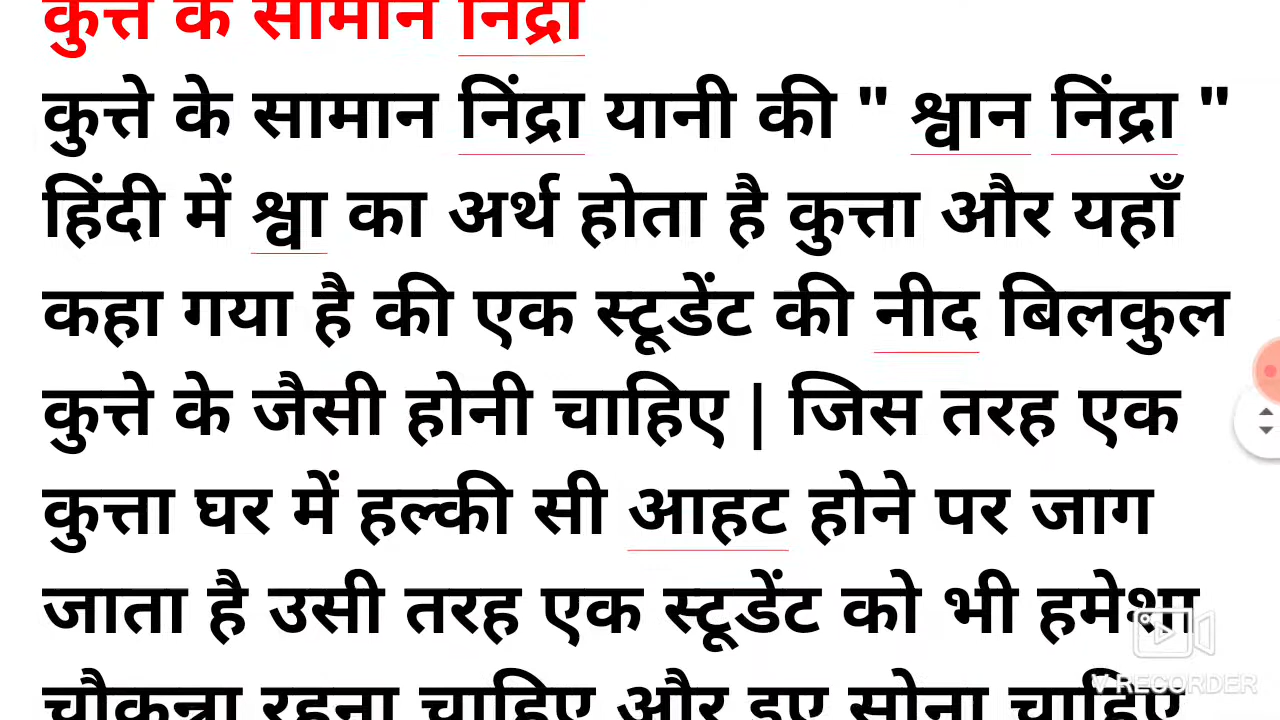 कुत्ते के सामान निंद्रा
कुत्ते के सामान निंद्रा यानी की " श्वान निंद्रा "
हिंदी में श्वा का अर्थ होता है कुत्ता और यहाँ
कहा गया है की एक स्टूडेंट की नीद बिलकुल
कुत्ते के जैसी होनी चाहिए | जिस तरह एक
कुत्ता घर में हल्की सी आहट होने पर जाग
जाता है उसी तरह एक स्टूडेंट को भी हमेशा
चौकन्ना रहना चाहिए और सोना चाहिए
V RECORDER